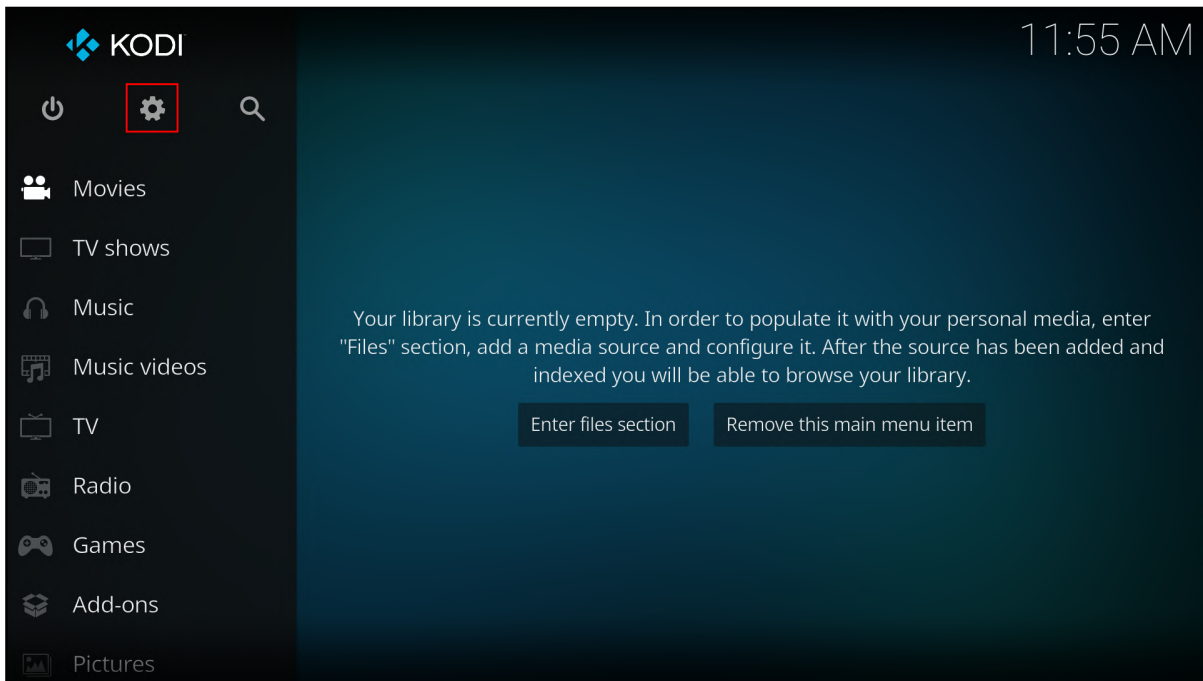 KODI
11:55 AM
Movies
TV shows
Music
Music videos
TV
Radio
Games
Add-ons
Pictures
Your library is currently empty. In order to populate it with your personal media, enter
"Files" section, add a media source and configure it. After the source has been added and
indexed you will be able to browse your library.
Enter files section
Remove this main menu item